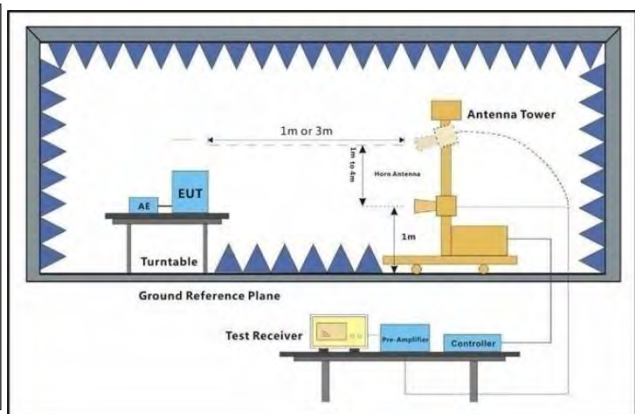 1m or 3m
Antenna Tower
1m to 4m
Horn Antenna
EUT
AE
1m
Turntable
Ground Reference Plane
Test Receiver
Pre-Amplifier
Controller